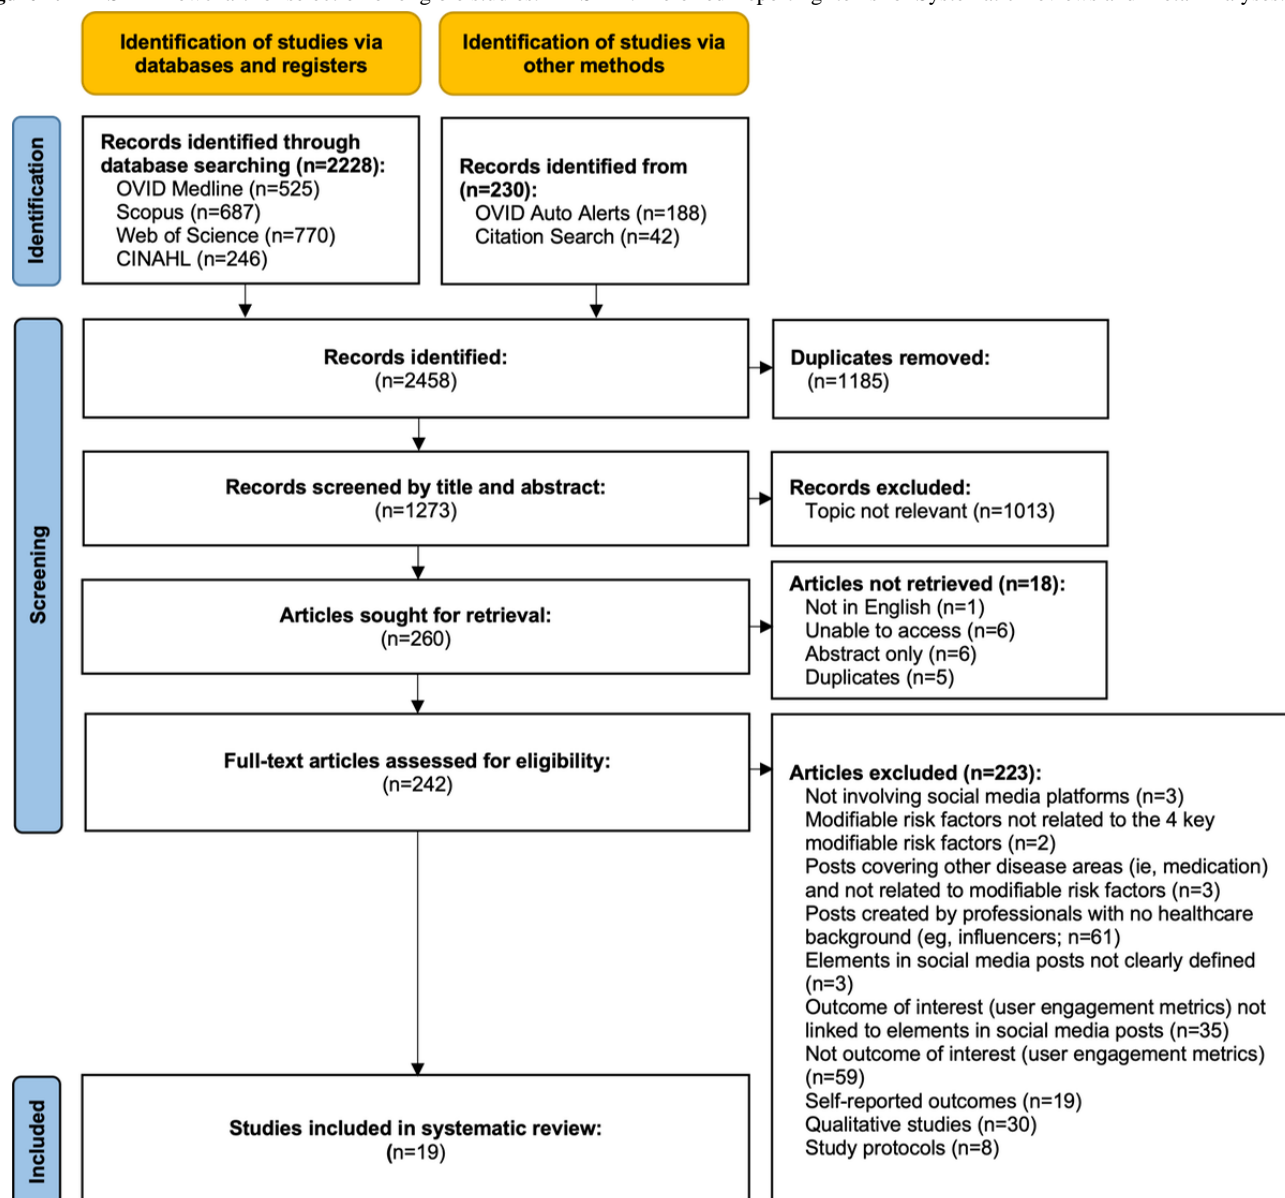 Identification of studies via
databases and registers
Identification of studies via
other methods
Identification
Records identified through
database searching (n=2228):
OVID Medline (n=525)
Scopus (n=687)
Web of Science (n=770)
CINAHL (n=246)
Records identified from
(n=230):
OVID Auto Alerts (n=188)
Citation Search (n=42)
Screening
Records identified:
(n=2458)
Duplicates removed:
(n=1185)
Records screened by title and abstract:
(n=1273)
Records excluded:
Topic not relevant (n=1013)
Articles sought for retrieval:
(n=260)
Articles not retrieved (n=18):
Not in English (n=1)
Unable to access (n=6)
Abstract only (n=6)
Duplicates (n=5)
Full-text articles assessed for eligibility:
(n=242)
Articles excluded (n=223):
Not involving social media platforms (n=3)
Modifiable risk factors not related to the 4 key
modifiable risk factors (n=2)
Posts covering other disease areas (ie, medication)
and not related to modifiable risk factors (n=3)
Posts created by professionals with no healthcare
background (eg, influencers; n=61)
Elements in social media posts not clearly defined
(n=3)
Outcome of interest (user engagement metrics) not
linked to elements in social media posts (n=35)
Not outcome of interest (user engagement metrics)
(n=59)
Self-reported outcomes (n=19)
Qualitative studies (n=30)
Study protocols (n=8)
Included
Studies included in systematic review:
(n=19)